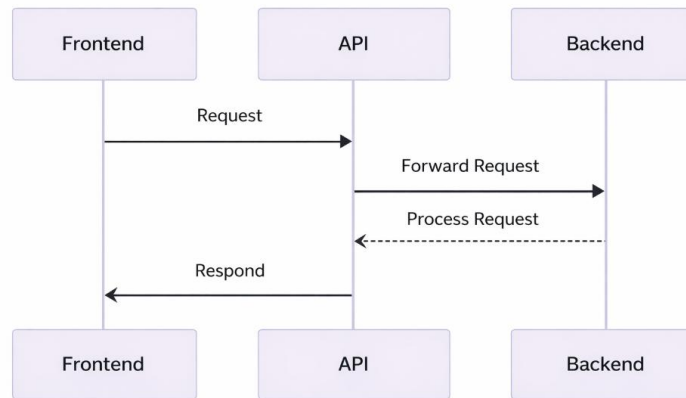 Frontend
API
Backend
Request
Forward Request
Process Request
Respond
Frontend
API
Backend